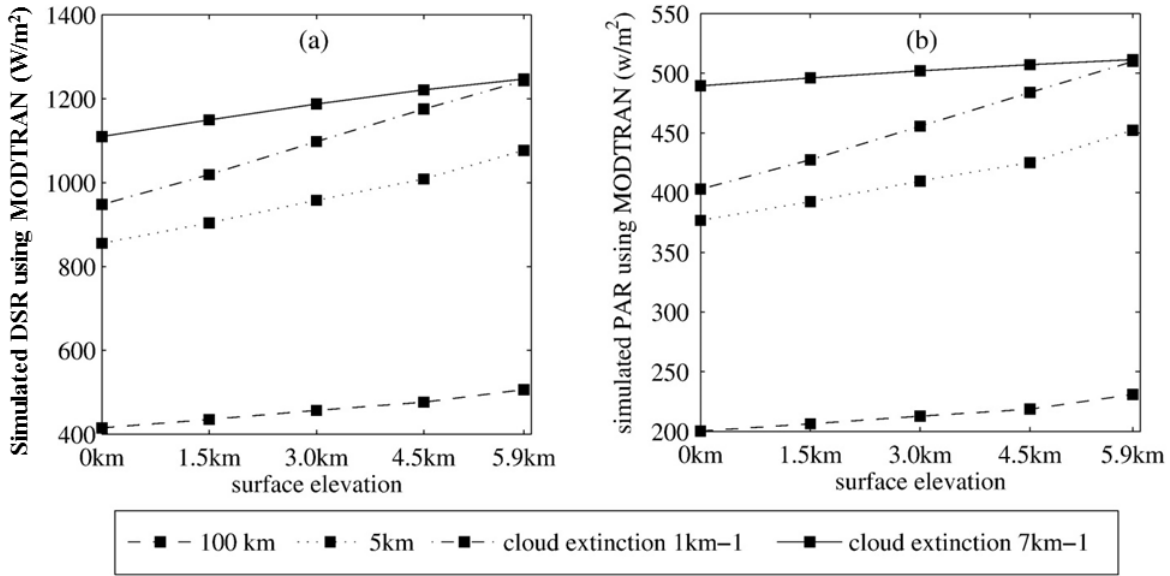 (a)
Simulated DSR using MODTRAN (W/m²)
1400
1200
1000
800
600
400
0km 1.5km 3.0km 4.5km 5.9km
surface elevation
(b)
simulated PAR using MODTRAN (w/m²)
550
500
450
400
350
300
250
200
0km 1.5km 3.0km 4.5km 5.9km
surface elevation
100 km 5km cloud extinction 1km−1 cloud extinction 7km−1